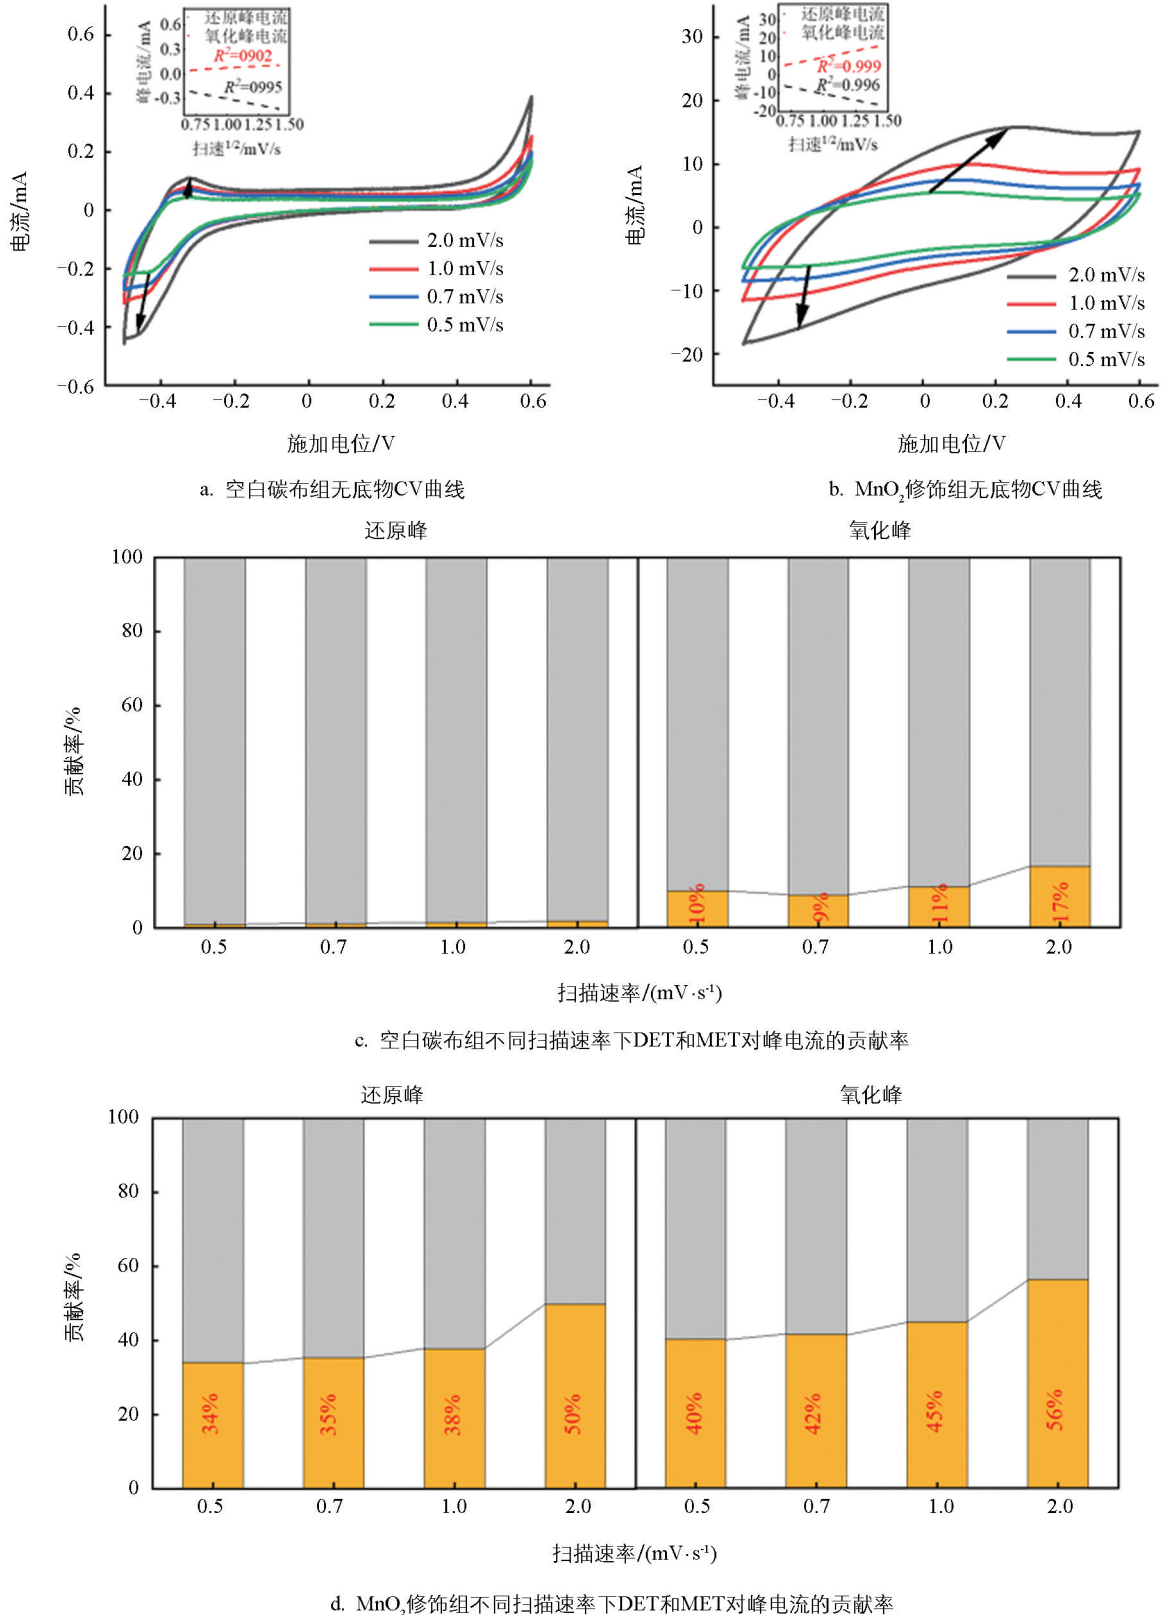 还原峰电流
氧化峰电流
R²=0902
R²=0995
0.6
0.3
0.0
-0.3
峰电流/mA
0.75 1.00 1.25 1.50
扫速1/2/mV/s
0.6
0.4
0.2
0
−0.2
−0.4
−0.6
电流/mA
2.0 mV/s
1.0 mV/s
0.7 mV/s
0.5 mV/s
−0.4 −0.2 0 0.2 0.4 0.6
施加电位/V
a. 空白碳布组无底物CV曲线
还原峰电流
氧化峰电流
R²=0.999
R²=0.996
30
20
10
0
-10
-20
峰电流/mA
0.75 1.00 1.25 1.50
扫速1/2/mV/s
30
20
10
0
−10
−20
电流/mA
2.0 mV/s
1.0 mV/s
0.7 mV/s
0.5 mV/s
−0.4 −0.2 0 0.2 0.4 0.6
施加电位/V
b. MnO₂修饰组无底物CV曲线
还原峰 氧化峰
100
80
60
40
20
0
贡献率/%
10% 9% 11% 17%
0.5 0.7 1.0 2.0 0.5 0.7 1.0 2.0
扫描速率/(mV·s⁻¹)
c. 空白碳布组不同扫描速率下DET和MET对峰电流的贡献率
还原峰 氧化峰
100
80
60
40
20
0
贡献率/%
34% 35% 38% 50% 40% 42% 45% 56%
0.5 0.7 1.0 2.0 0.5 0.7 1.0 2.0
扫描速率/(mV·s⁻¹)
d. MnO₂修饰组不同扫描速率下DET和MET对峰电流的贡献率